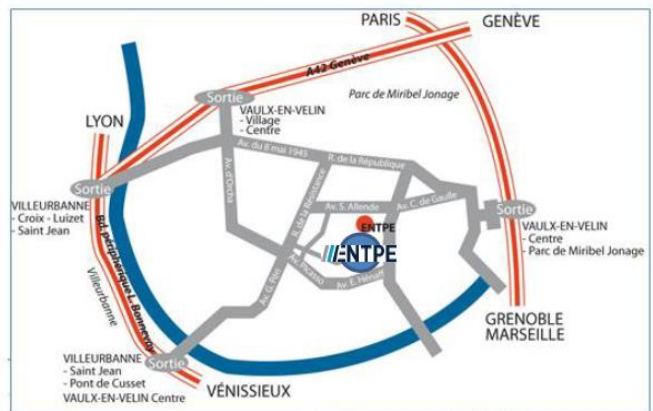 PARIS
GENÈVE
A42 Genève
Parc de Miribel Jonage
Sortie
VAULX-EN-VELIN
- Village
- Centre
LYON
Av. du 8 mai 1945
R. de la République
Av. d'Orcha
R. de la Résistance
Av. S. Allende
Av. C. de Gaulle
Sortie
VILLEURBANNE
- Croix - Luizet
- Saint Jean
Bd. périphérique L. Bonnevay
Villeurbanne
ENTPE
ENTPE
Sortie
VAULX-EN-VELIN
- Centre
- Parc de Miribel Jonage
Av. Picasso
Av. E. Hénaff
Av. G. Péri
GRENOBLE
MARSEILLE
VILLEURBANNE
- Saint Jean
- Pont de Cusset
VAULX-EN-VELIN Centre
Sortie
VÉNISSIEUX